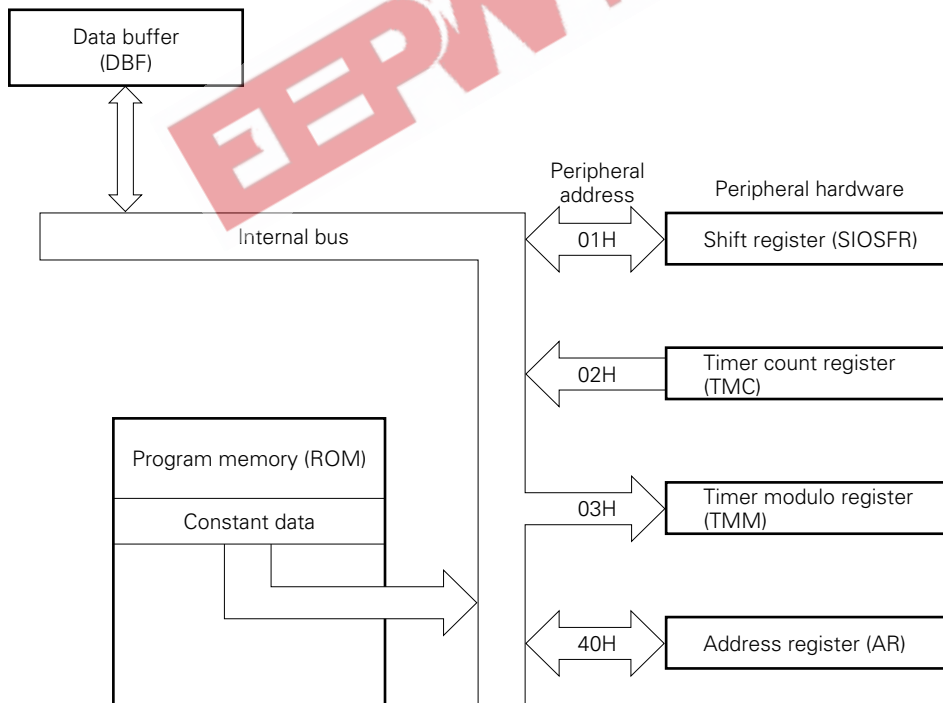 Data buffer
(DBF)
EEPW
Peripheral
address
Peripheral hardware
Internal bus
01H
Shift register (SIOSFR)
02H
Timer count register
(TMC)
Program memory (ROM)
Constant data
03H
Timer modulo register
(TMM)
40H
Address register (AR)